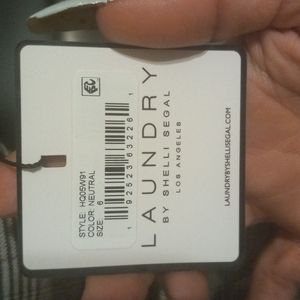 STYLE: HQ05W91
COLOR: NEUTRAL
SIZE: 6
1 92523 63226 1
LAUNDRY
BY SHELLI SEGAL
LOS ANGELES
LAUNDRYBYSHELLISEGAL.COM